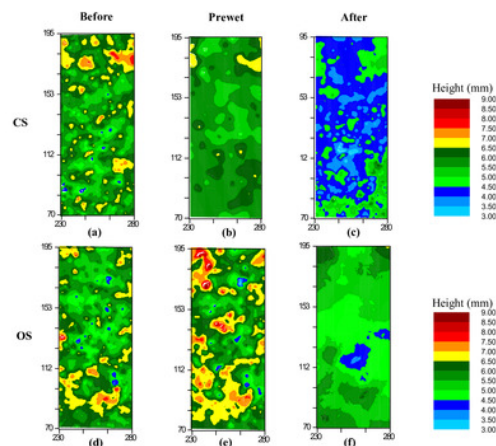 Before Prewet After
195 195 195
153 153 153
CS
112 112 12
70 70 70
230 280 230 280 230 280
(a) (b) (c)
Height (mm)
9.00
8.50
8.00
7.50
7.00
6.50
6.00
5.50
5.00
4.50
4.00
3.50
3.00
195 195 195
153 153 153
OS
112 112 112
70 70 70
230 280 230 280 230 280
(d) (e) (f)
Height (mm)
9.00
8.50
8.00
7.50
7.00
6.50
6.00
5.50
5.00
4.50
4.00
3.50
3.00